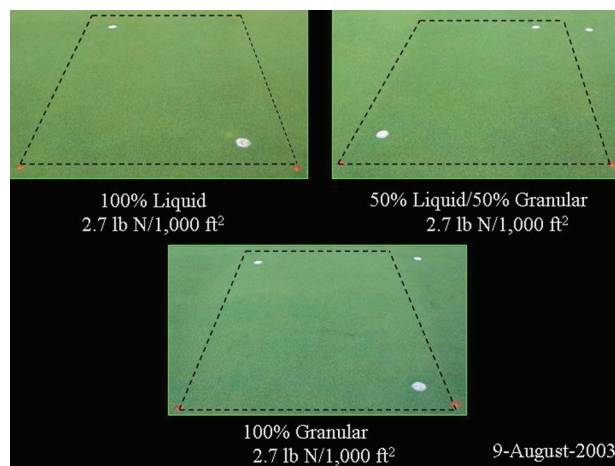 100% Liquid
2.7 lb N/1,000 ft²
50% Liquid/50% Granular
2.7 lb N/1,000 ft²
100% Granular
2.7 lb N/1,000 ft²
9-August-2003